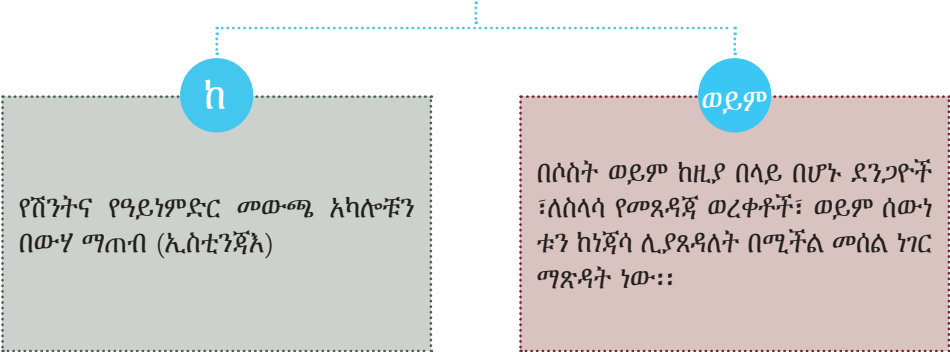 ከ
የሽንትና የዓይነምድር መውጫ አካሎቹን
በውሃ ማጠብ (ኢስቲንጃእ)
ወይም
በሶስት ወይም ከዚያ በላይ በሆኑ ደንጋዮች
፣ለስላሳ የመጸዳጃ ወረቀቶች፣ ወይም ሰውነ
ቱን ከነጃሳ ሊያጸዳለት በሚችል መሰል ነገር
ማጽዳት ነው፡፡